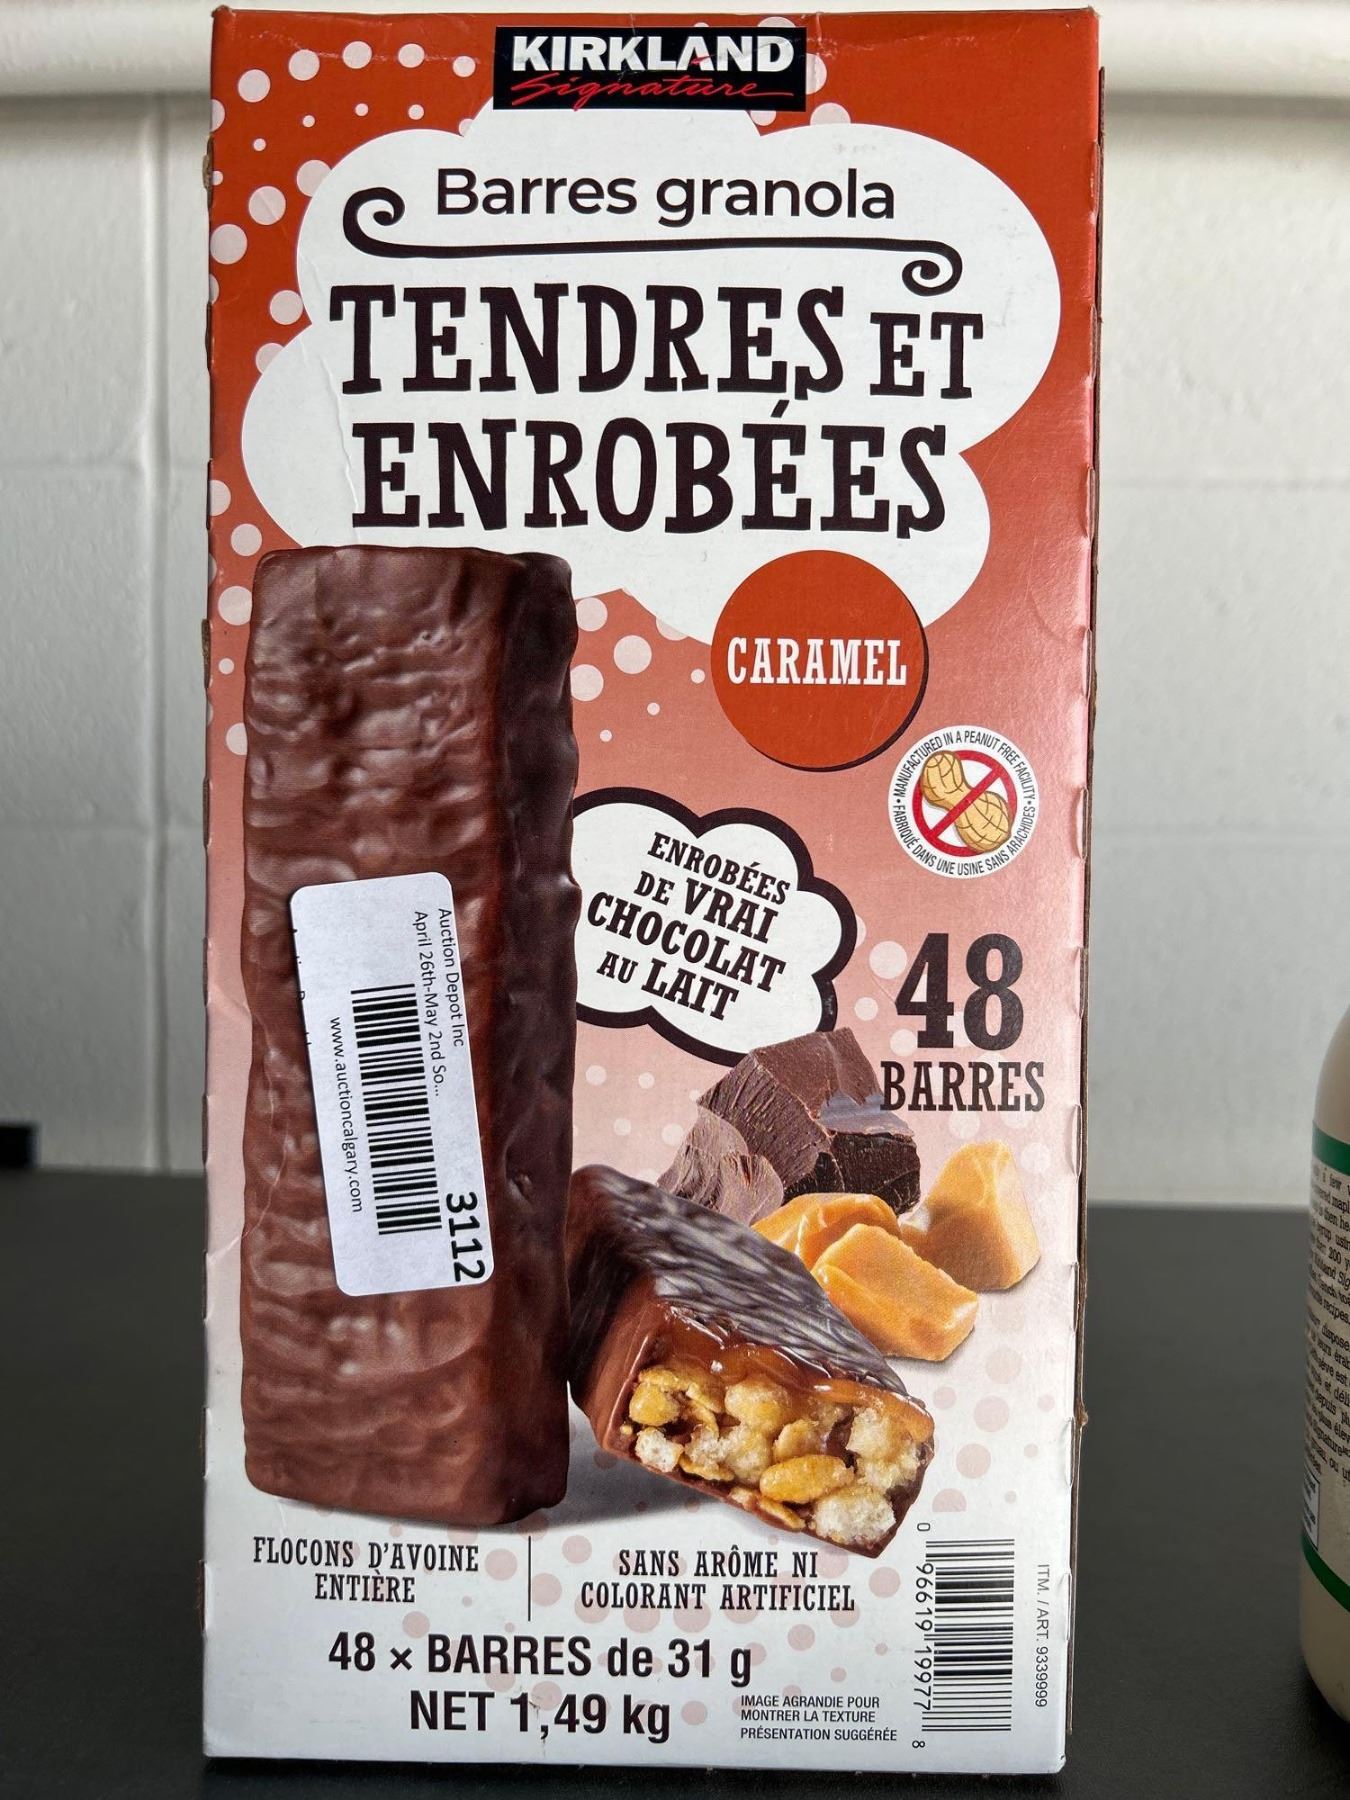 KIRKLAND
Signature
Barres granola
TENDRES ET
ENROBÉES
CARAMEL
• MANUFACTURED IN A PEANUT FREE FACILITY •
FABRIQUÉ DANS UNE USINE SANS ARACHIDES
ENROBÉES
DE VRAI
CHOCOLAT
AU LAIT
48
BARRES
Auction Depot Inc
April 26th-May 2nd So...
www.auctioncalgary.com
3112
FLOCONS D'AVOINE
ENTIÈRE
SANS ARÔME NI
COLORANT ARTIFICIEL
48 × BARRES de 31 g
NET 1,49 kg
IMAGE AGRANDIE POUR
MONTRER LA TEXTURE
PRÉSENTATION SUGGÉRÉE
0 96619 19977 8
ITM. / ART. 9339999